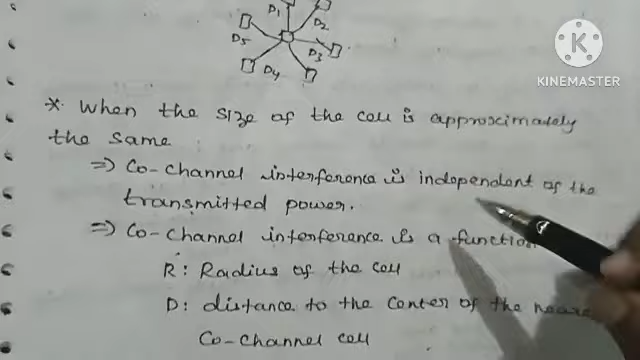 D1
D2
D5
D3
D4
K
KINEMASTER
* When the size of the cell is approximately
the same
=> Co-channel interference is independent of the
transmitted power.
=> Co-channel interference is a function
R: Radius of the cell
D: distance to the center of the
Co-channel cell